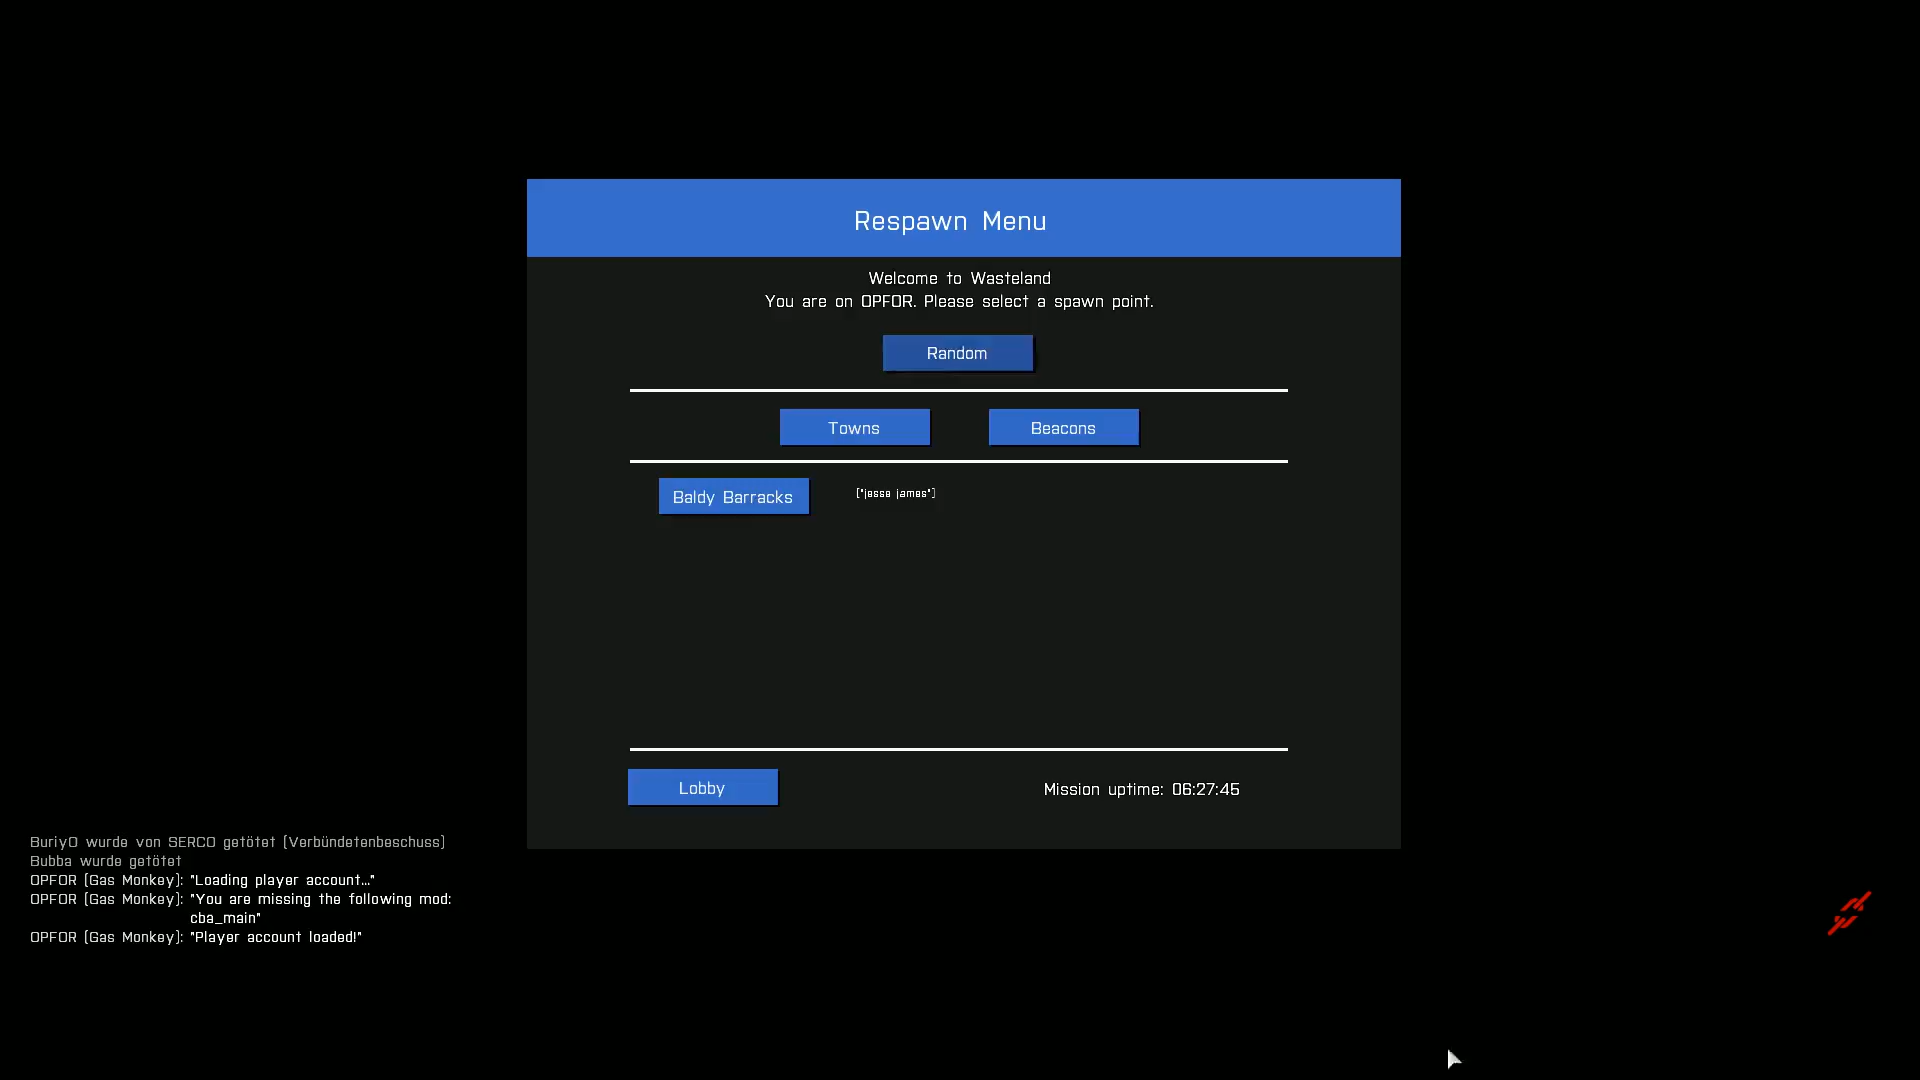 Respawn Menu
Welcome to Wasteland
You are on OPFOR. Please select a spawn point.
Random
Towns
Beacons
Baldy Barracks
["jesse james"]
Lobby
Mission uptime: 06:27:45
BuriyO wurde von SERCO getötet (Verbündetenbeschuss)
Bubba wurde getötet
OPFOR (Gas Monkey): "Loading player account..."
OPFOR (Gas Monkey): "You are missing the following mod:
cba_main"
OPFOR (Gas Monkey): "Player account loaded!"